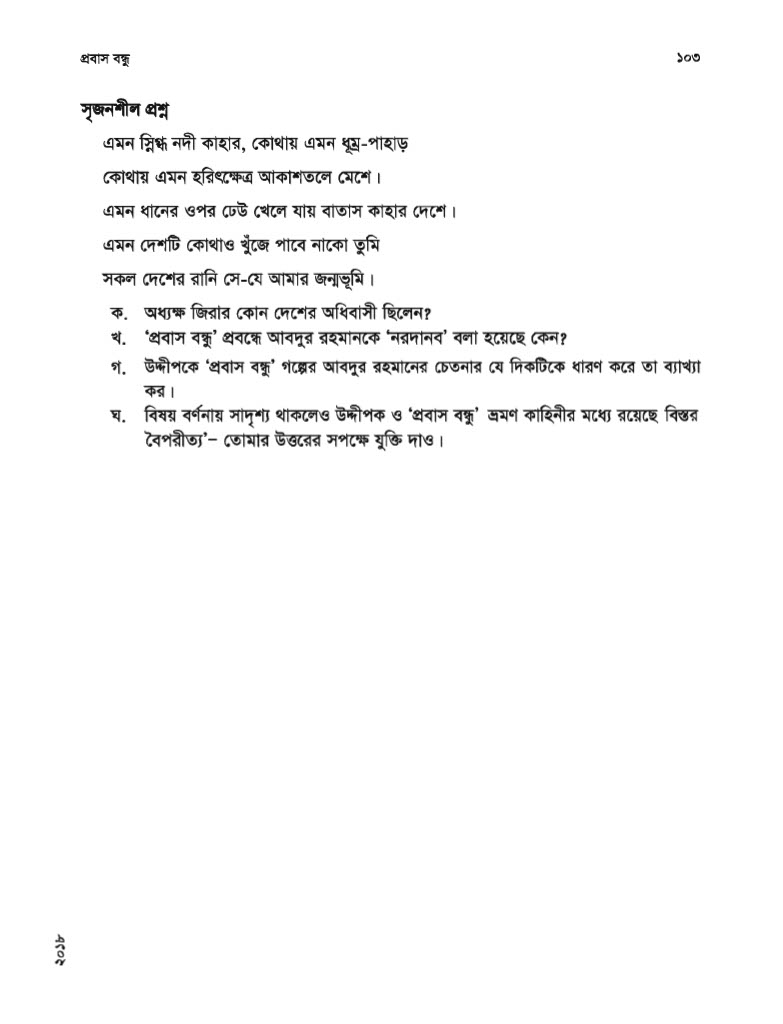 প্রবাস বন্ধু ১০৩
সৃজনশীল প্রশ্ন
এমন স্নিগ্ধ নদী কাহার, কোথায় এমন ধূম্র-পাহাড়
কোথায় এমন হরিৎক্ষেত্র আকাশতলে মেশে।
এমন ধানের ওপর ঢেউ খেলে যায় বাতাস কাহার দেশে।
এমন দেশটি কোথাও খুঁজে পাবে নাকো তুমি
সকল দেশের রানি সে-যে আমার জন্মভূমি।
ক. অধ্যক্ষ জিরার কোন দেশের অধিবাসী ছিলেন?
খ. ‘প্রবাস বন্ধু’ প্রবন্ধে আবদুর রহমানকে ‘নরদানব’ বলা হয়েছে কেন?
গ. উদ্দীপকে ‘প্রবাস বন্ধু’ গল্পের আবদুর রহমানের চেতনার যে দিকটিকে ধারণ করে তা ব্যাখ্যা
কর।
ঘ. বিষয় বর্ণনায় সাদৃশ্য থাকলেও উদ্দীপক ও ‘প্রবাস বন্ধু’ ভ্রমণ কাহিনীর মধ্যে রয়েছে বিস্তর
বৈপরীত্য’– তোমার উত্তরের সপক্ষে যুক্তি দাও।
২০১৮